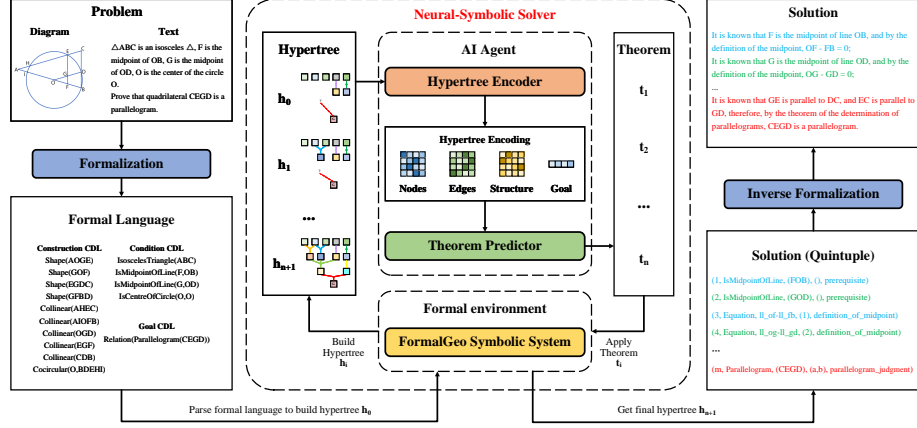 Problem
Diagram
Text
△ABC is an isosceles △, F is the
midpoint of OB, G is the midpoint
of OD, O is the center of the circle
O.
Prove that quadrilateral CEGD is a
parallelogram.
Formalization
Formal Language
Construction CDL
Shape(AOGE)
Shape(GOF)
Shape(EGDC)
Shape(GFBD)
Collinear(AHEC)
Collinear(AIOFB)
Collinear(OGD)
Collinear(EGF)
Collinear(CDB)
Cocircular(O,BDEHI)
Condition CDL
IsoscelesTriangle(ABC)
IsMidpointOfLine(F,OB)
IsMidpointOfLine(G,OD)
IsCentreOfCircle(O,O)
Goal CDL
Relation(Parallelogram(CEGD))
Parse formal language to build hypertree h0
Neural-Symbolic Solver
Hypertree
h0
h1
...
hn+1
Build
Hypertree
hi
AI Agent
Hypertree Encoder
Hypertree Encoding
Nodes
Edges
Structure
Goal
Theorem Predictor
Formal environment
FormalGeo Symbolic System
Theorem
t1
t2
...
tn
Apply
Theorem
ti
Get final hypertree hn+1
Solution
It is known that F is the midpoint of line OB, and by
the definition of the midpoint, OF - FB = 0;
It is known that G is the midpoint of line OD, and by
the definition of the midpoint, OG - GD = 0;
...
It is known that GE is parallel to DC, and EC is parallel to
GD, therefore, by the theorem of the determination of
parallelograms, CEGD is a parallelogram.
Inverse Formalization
Solution (Quintuple)
(1, IsMidpointOfLine, (FOB), (), prerequisite)
(2, IsMidpointOfLine, (GOD), (), prerequisite)
(3, Equation, ll_of-ll_fb, (1), definition_of_midpoint)
(4, Equation, ll_og-ll_gd, (2), definition_of_midpoint)
...
(m, Parallelogram, (CEGD), (a,b), parallelogram_judgment)